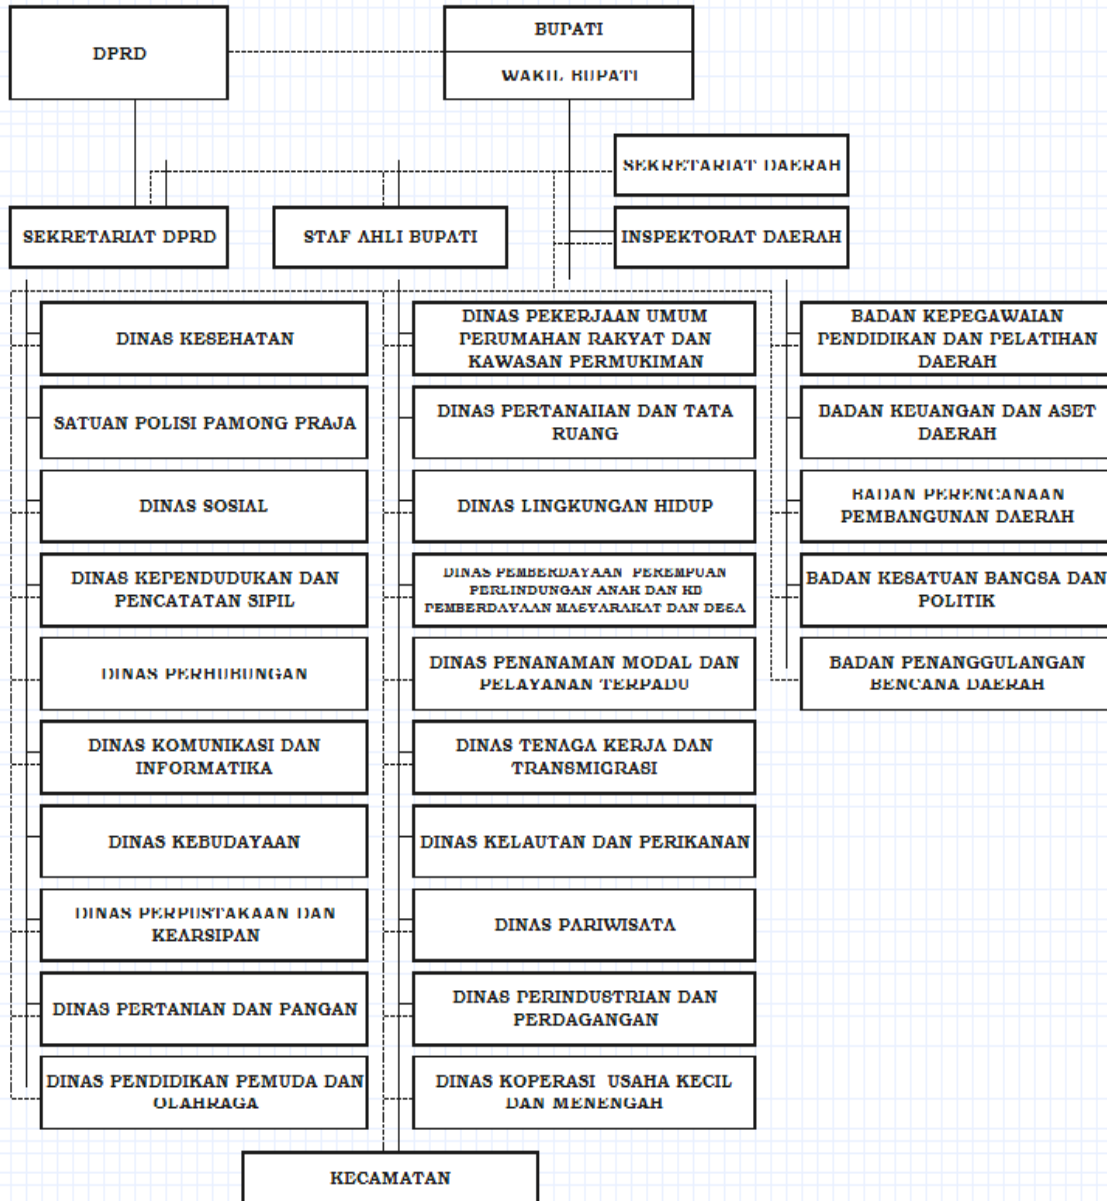 DPRD
BUPATI
WAKIL BUPATI
SEKRETARIAT DAERAH
SEKRETARIAT DPRD
STAF AHLI BUPATI
INSPEKTORAT DAERAH
DINAS KESEHATAN
SATUAN POLISI PAMONG PRAJA
DINAS SOSIAL
DINAS KEPENDUDUKAN DAN
PENCATATAN SIPIL
DINAS PERHUBUNGAN
DINAS KOMUNIKASI DAN
INFORMATIKA
DINAS KEBUDAYAAN
DINAS PERPUSTAKAAN DAN
KEARSIPAN
DINAS PERTANIAN DAN PANGAN
DINAS PENDIDIKAN PEMUDA DAN
OLAHRAGA
DINAS PEKERJAAN UMUM
PERUMAHAN RAKYAT DAN
KAWASAN PERMUKIMAN
DINAS PERTANAHAN DAN TATA
RUANG
DINAS LINGKUNGAN HIDUP
DINAS PEMBERDAYAAN PEREMPUAN
PERLINDUNGAN ANAK DAN KB
PEMBERDAYAAN MASYARAKAT DAN DESA
DINAS PENANAMAN MODAL DAN
PELAYANAN TERPADU
DINAS TENAGA KERJA DAN
TRANSMIGRASI
DINAS KELAUTAN DAN PERIKANAN
DINAS PARIWISATA
DINAS PERINDUSTRIAN DAN
PERDAGANGAN
DINAS KOPERASI USAHA KECIL
DAN MENENGAH
BADAN KEPEGAWAIAN
PENDIDIKAN DAN PELATIHAN
DAERAH
BADAN KEUANGAN DAN ASET
DAERAH
BADAN PERENCANAAN
PEMBANGUNAN DAERAH
BADAN KESATUAN BANGSA DAN
POLITIK
BADAN PENANGGULANGAN
BENCANA DAERAH
KECAMATAN